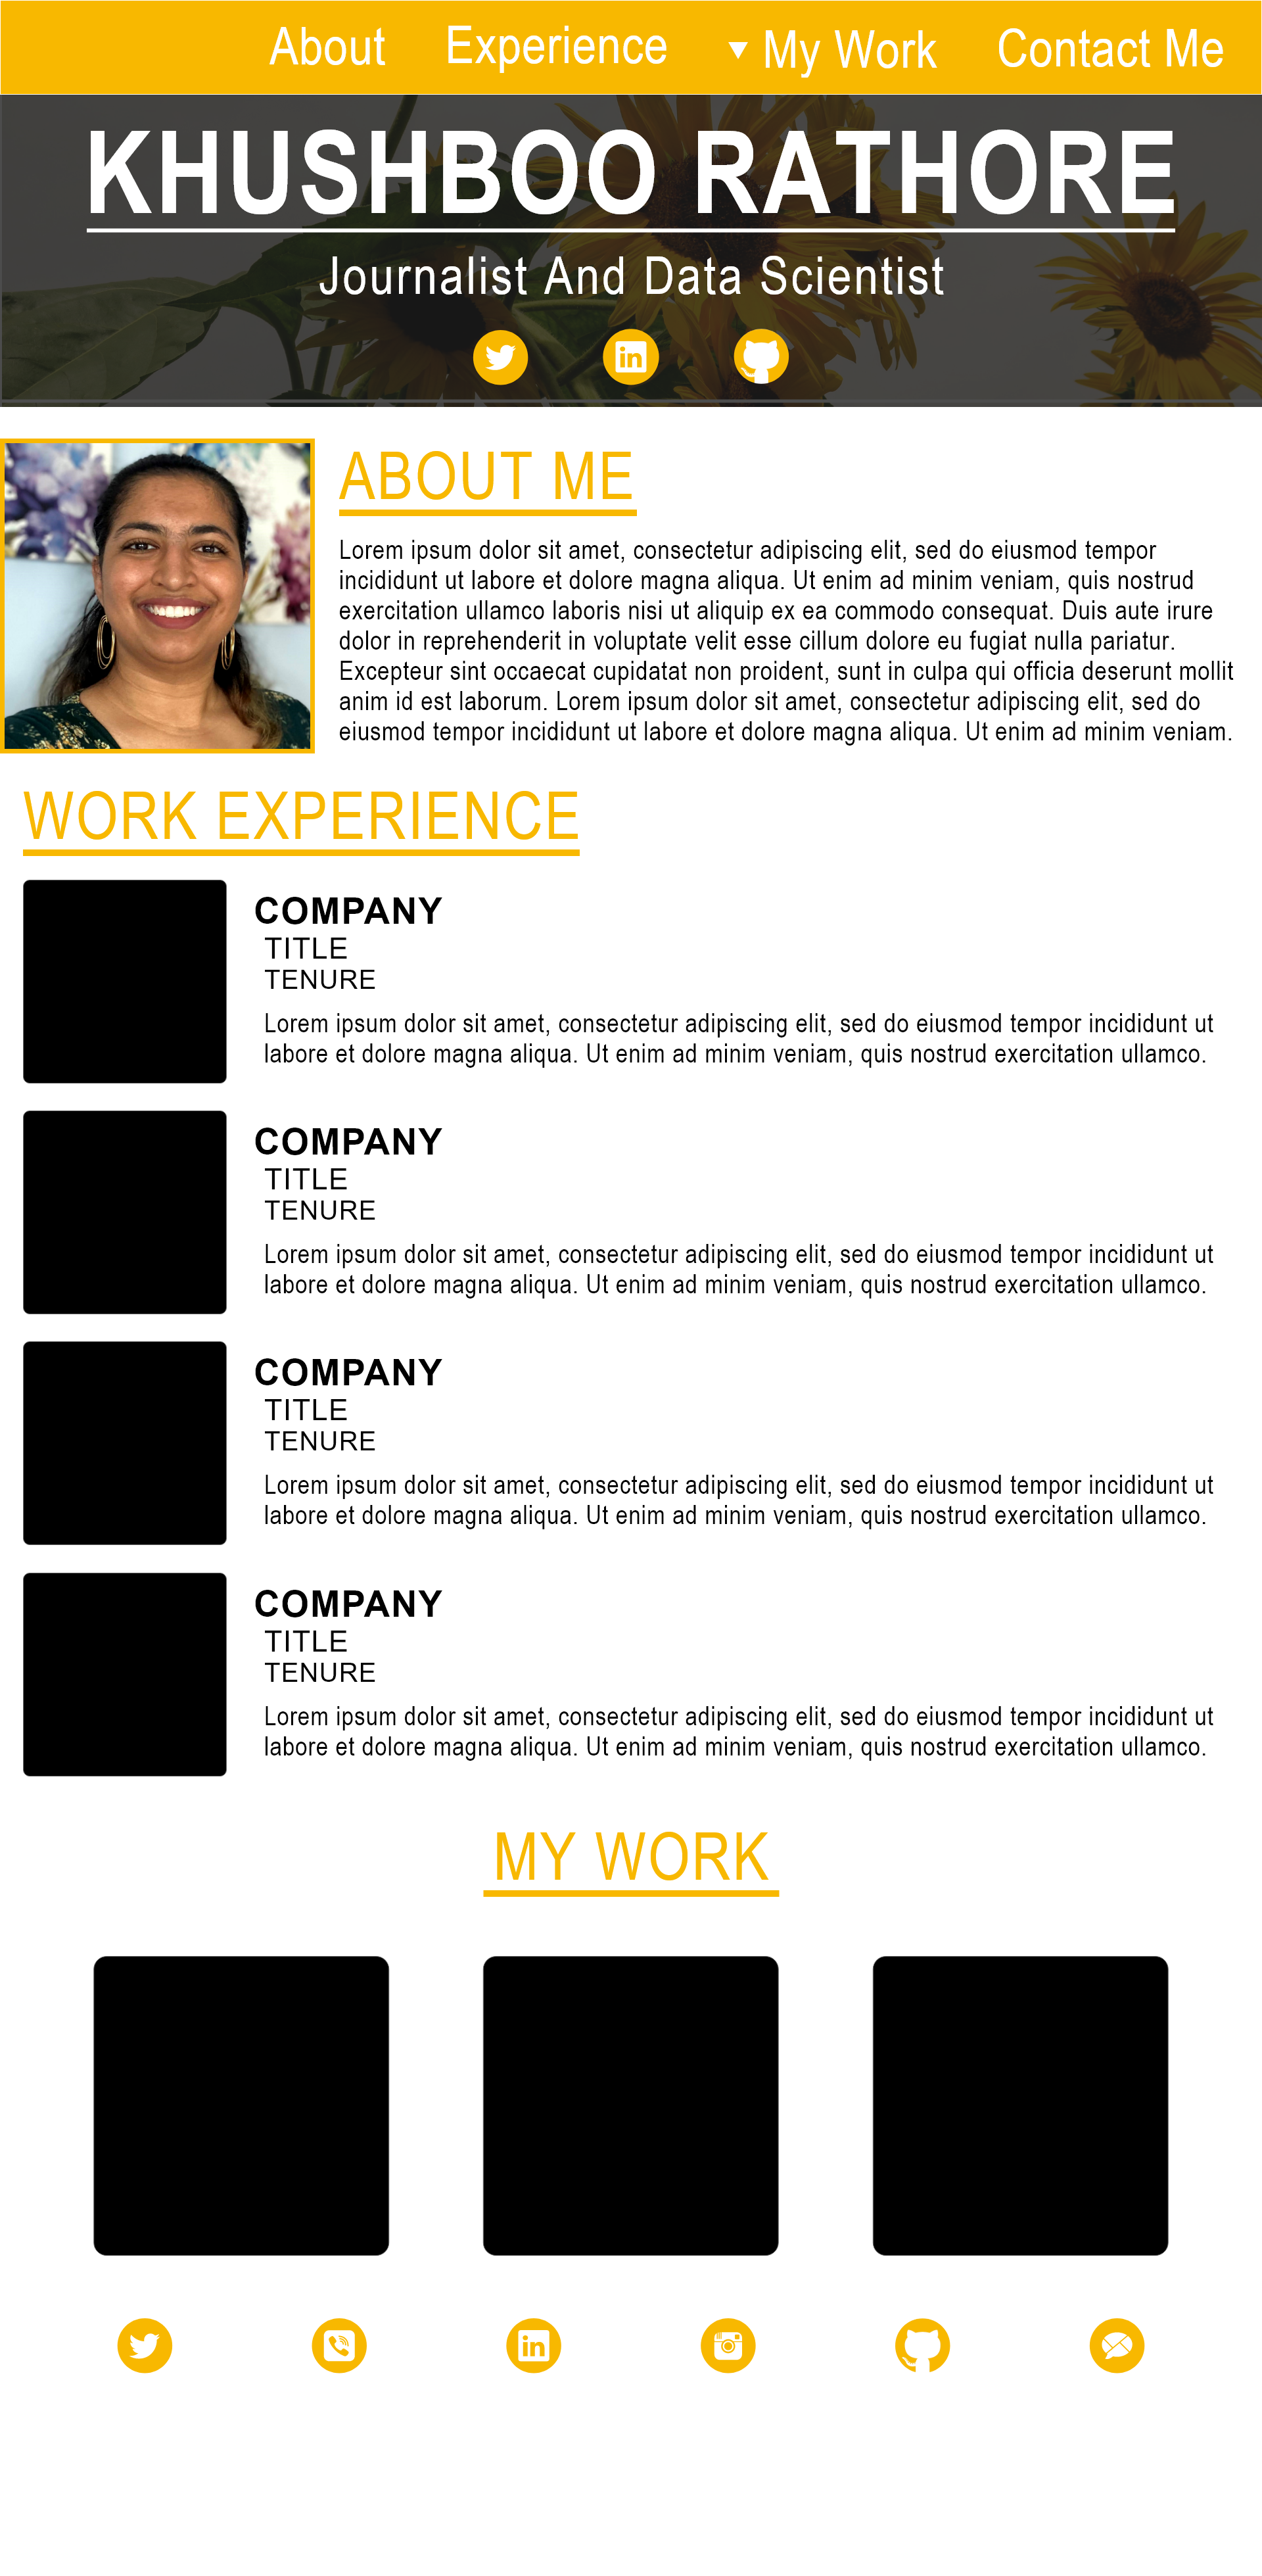 About Experience My Work Contact Me
KHUSHBOO RATHORE
Journalist And Data Scientist
ABOUT ME
Lorem ipsum dolor sit amet, consectetur adipiscing elit, sed do eiusmod tempor
incididunt ut labore et dolore magna aliqua. Ut enim ad minim veniam, quis nostrud
exercitation ullamco laboris nisi ut aliquip ex ea commodo consequat. Duis aute irure
dolor in reprehenderit in voluptate velit esse cillum dolore eu fugiat nulla pariatur.
Excepteur sint occaecat cupidatat non proident, sunt in culpa qui officia deserunt mollit
anim id est laborum. Lorem ipsum dolor sit amet, consectetur adipiscing elit, sed do
eiusmod tempor incididunt ut labore et dolore magna aliqua. Ut enim ad minim veniam.
WORK EXPERIENCE
COMPANY
TITLE
TENURE
Lorem ipsum dolor sit amet, consectetur adipiscing elit, sed do eiusmod tempor incididunt ut
labore et dolore magna aliqua. Ut enim ad minim veniam, quis nostrud exercitation ullamco.
COMPANY
TITLE
TENURE
Lorem ipsum dolor sit amet, consectetur adipiscing elit, sed do eiusmod tempor incididunt ut
labore et dolore magna aliqua. Ut enim ad minim veniam, quis nostrud exercitation ullamco.
COMPANY
TITLE
TENURE
Lorem ipsum dolor sit amet, consectetur adipiscing elit, sed do eiusmod tempor incididunt ut
labore et dolore magna aliqua. Ut enim ad minim veniam, quis nostrud exercitation ullamco.
COMPANY
TITLE
TENURE
Lorem ipsum dolor sit amet, consectetur adipiscing elit, sed do eiusmod tempor incididunt ut
labore et dolore magna aliqua. Ut enim ad minim veniam, quis nostrud exercitation ullamco.
MY WORK